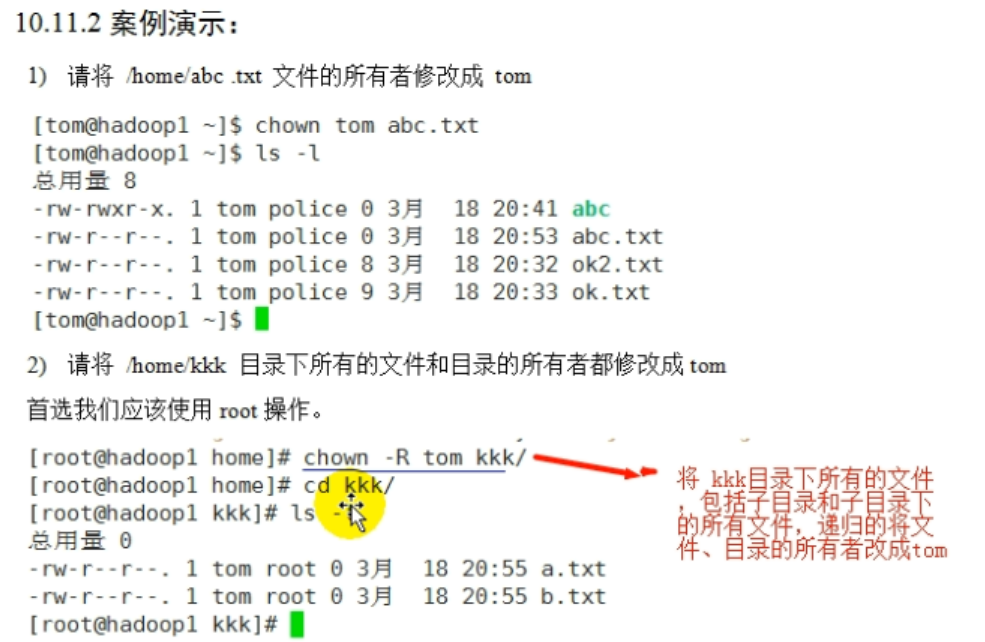 10.11.2 案例演示：
1) 请将 /home/abc .txt 文件的所有者修改成 tom
[tom@hadoop1 ~]$ chown tom abc.txt
[tom@hadoop1 ~]$ ls -l
总用量 8
-rw-rwxr-x. 1 tom police 0 3月 18 20:41 abc
-rw-r--r--. 1 tom police 0 3月 18 20:53 abc.txt
-rw-r--r--. 1 tom police 8 3月 18 20:32 ok2.txt
-rw-r--r--. 1 tom police 9 3月 18 20:33 ok.txt
[tom@hadoop1 ~]$
2) 请将 /home/kkk 目录下所有的文件和目录的所有者都修改成 tom
首选我们应该使用 root 操作。
[root@hadoop1 home]# chown -R tom kkk/
[root@hadoop1 home]# cd kkk/
[root@hadoop1 kkk]# ls
总用量 0
-rw-r--r--. 1 tom root 0 3月 18 20:55 a.txt
-rw-r--r--. 1 tom root 0 3月 18 20:55 b.txt
[root@hadoop1 kkk]#
将 kkk目录下所有的文件
，包括子目录和子目录下
的所有文件，递归的将文
件、目录的所有者改成tom